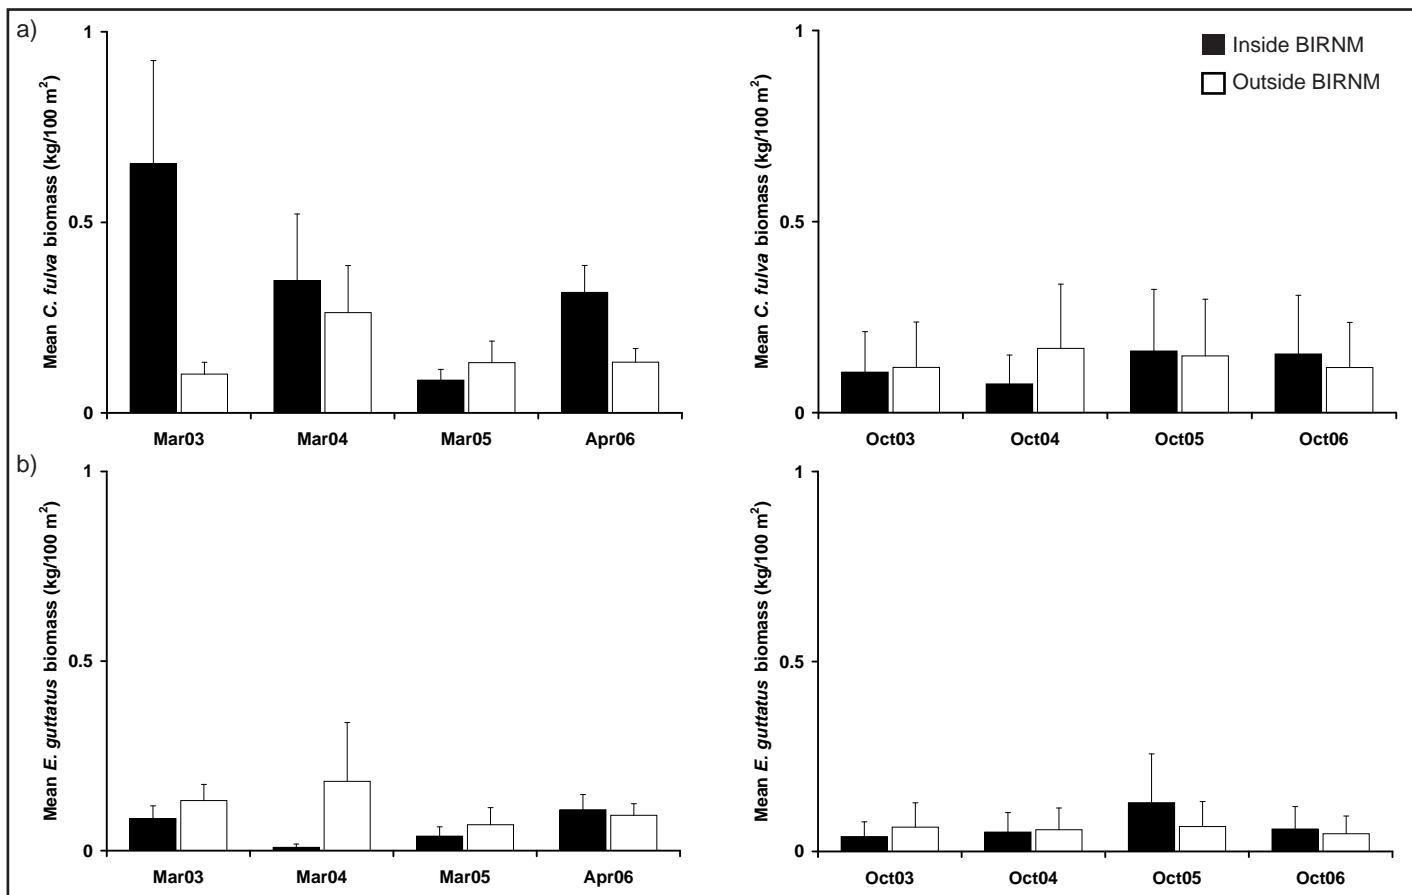 a)
Mean C. fulva biomass (kg/100 m²)
1
0.5
0
Mar03 Mar04 Mar05 Apr06
Mean C. fulva biomass (kg/100 m²)
1
0.5
0
Oct03 Oct04 Oct05 Oct06
Inside BIRNM
Outside BIRNM
b)
Mean E. guttatus biomass (kg/100 m²)
1
0.5
0
Mar03 Mar04 Mar05 Apr06
Mean E. guttatus biomass (kg/100 m²)
1
0.5
0
Oct03 Oct04 Oct05 Oct06